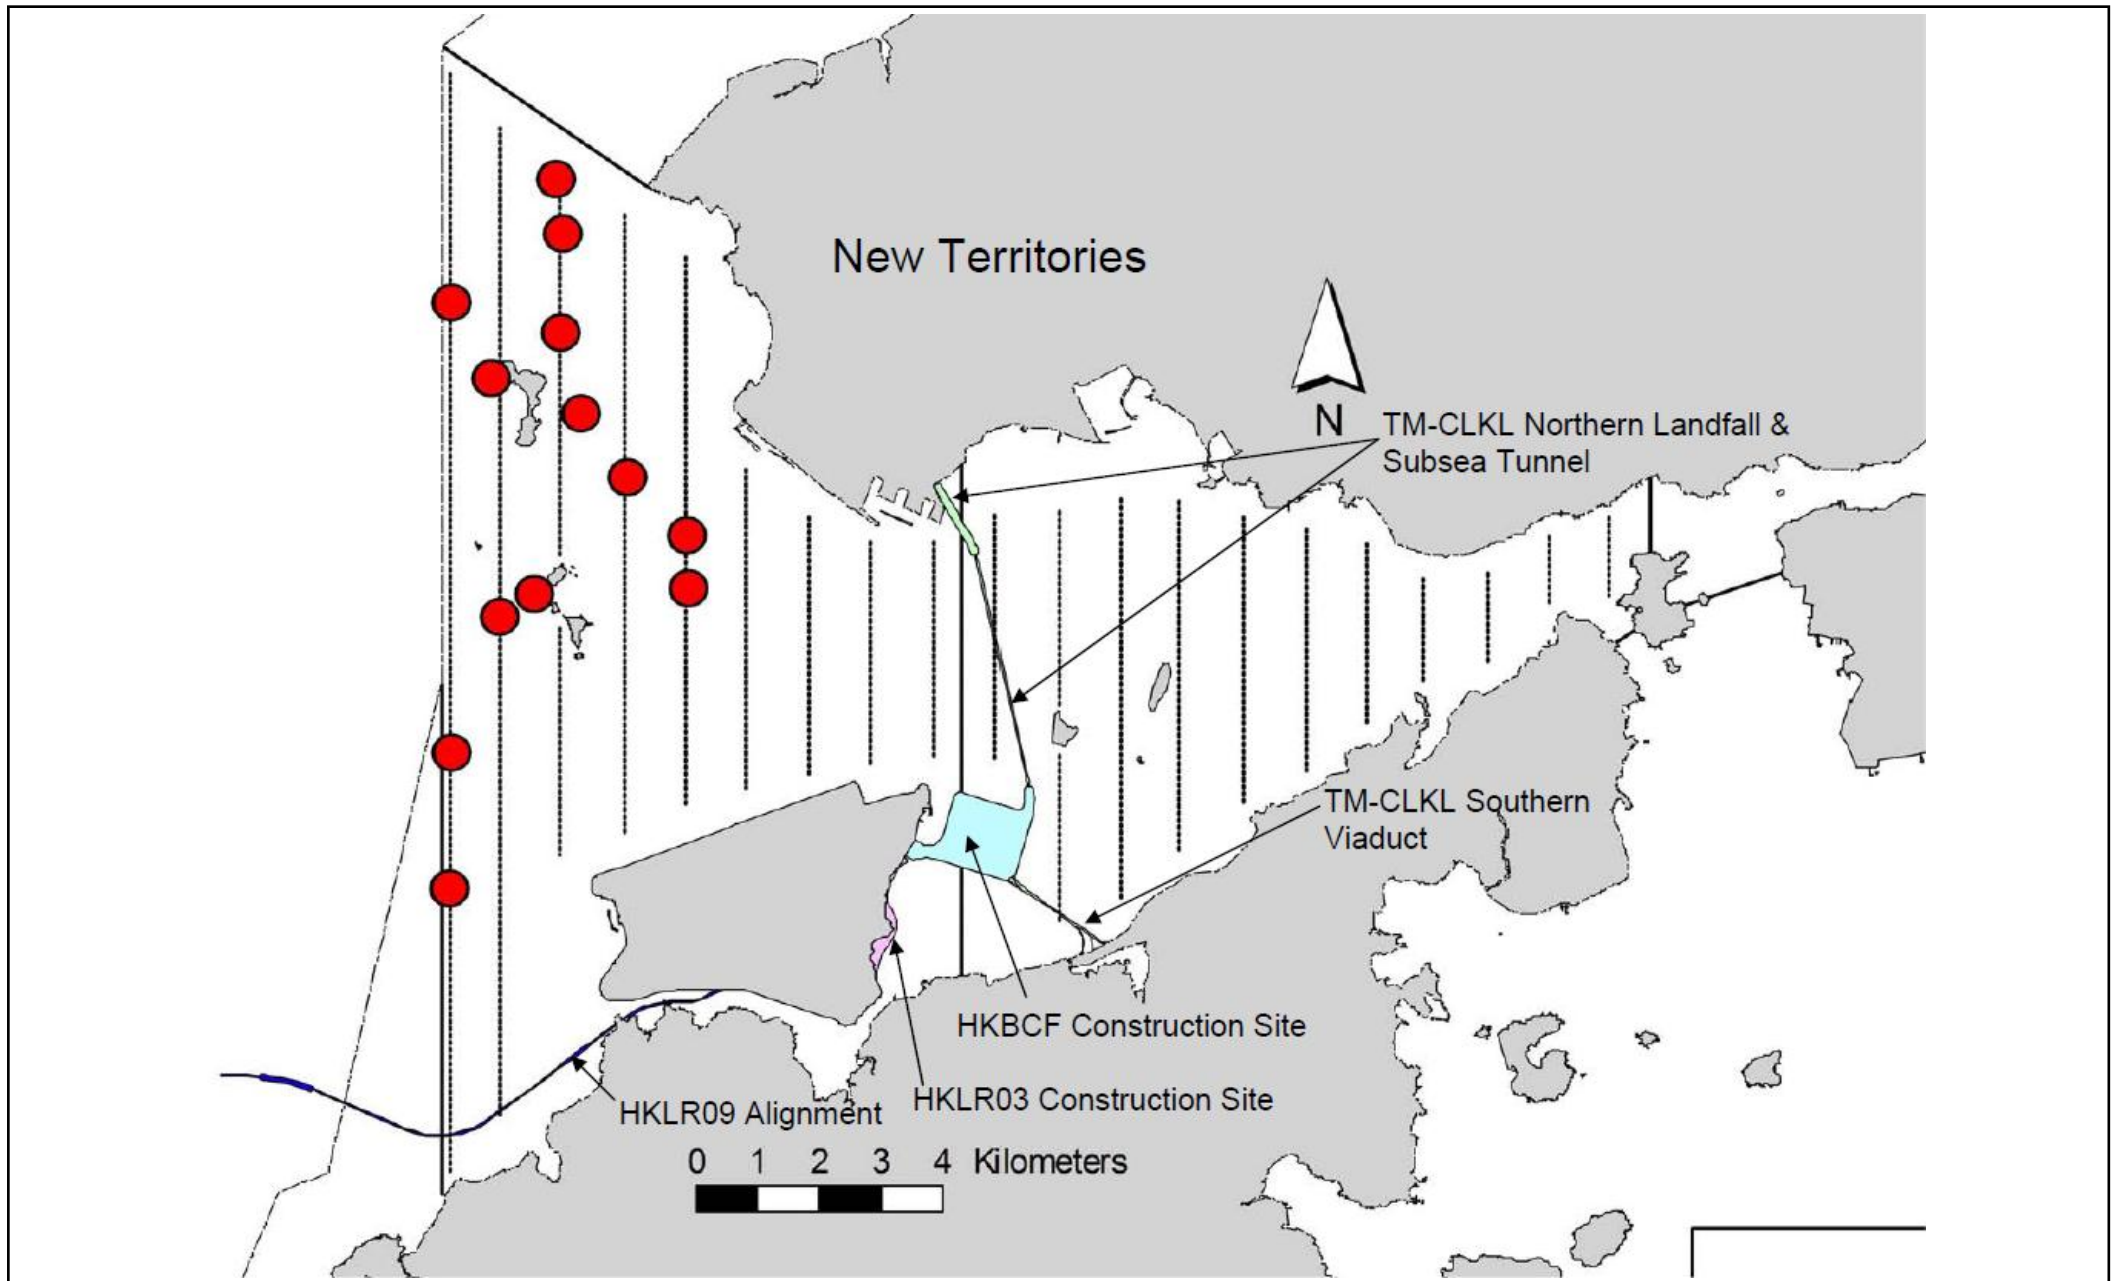 New Territories
N
TM-CLKL Northern Landfall &
Subsea Tunnel
TM-CLKL Southern
Viaduct
HKBCF Construction Site
HKLR03 Construction Site
HKLR09 Alignment
0 1 2 3 4 Kilometers